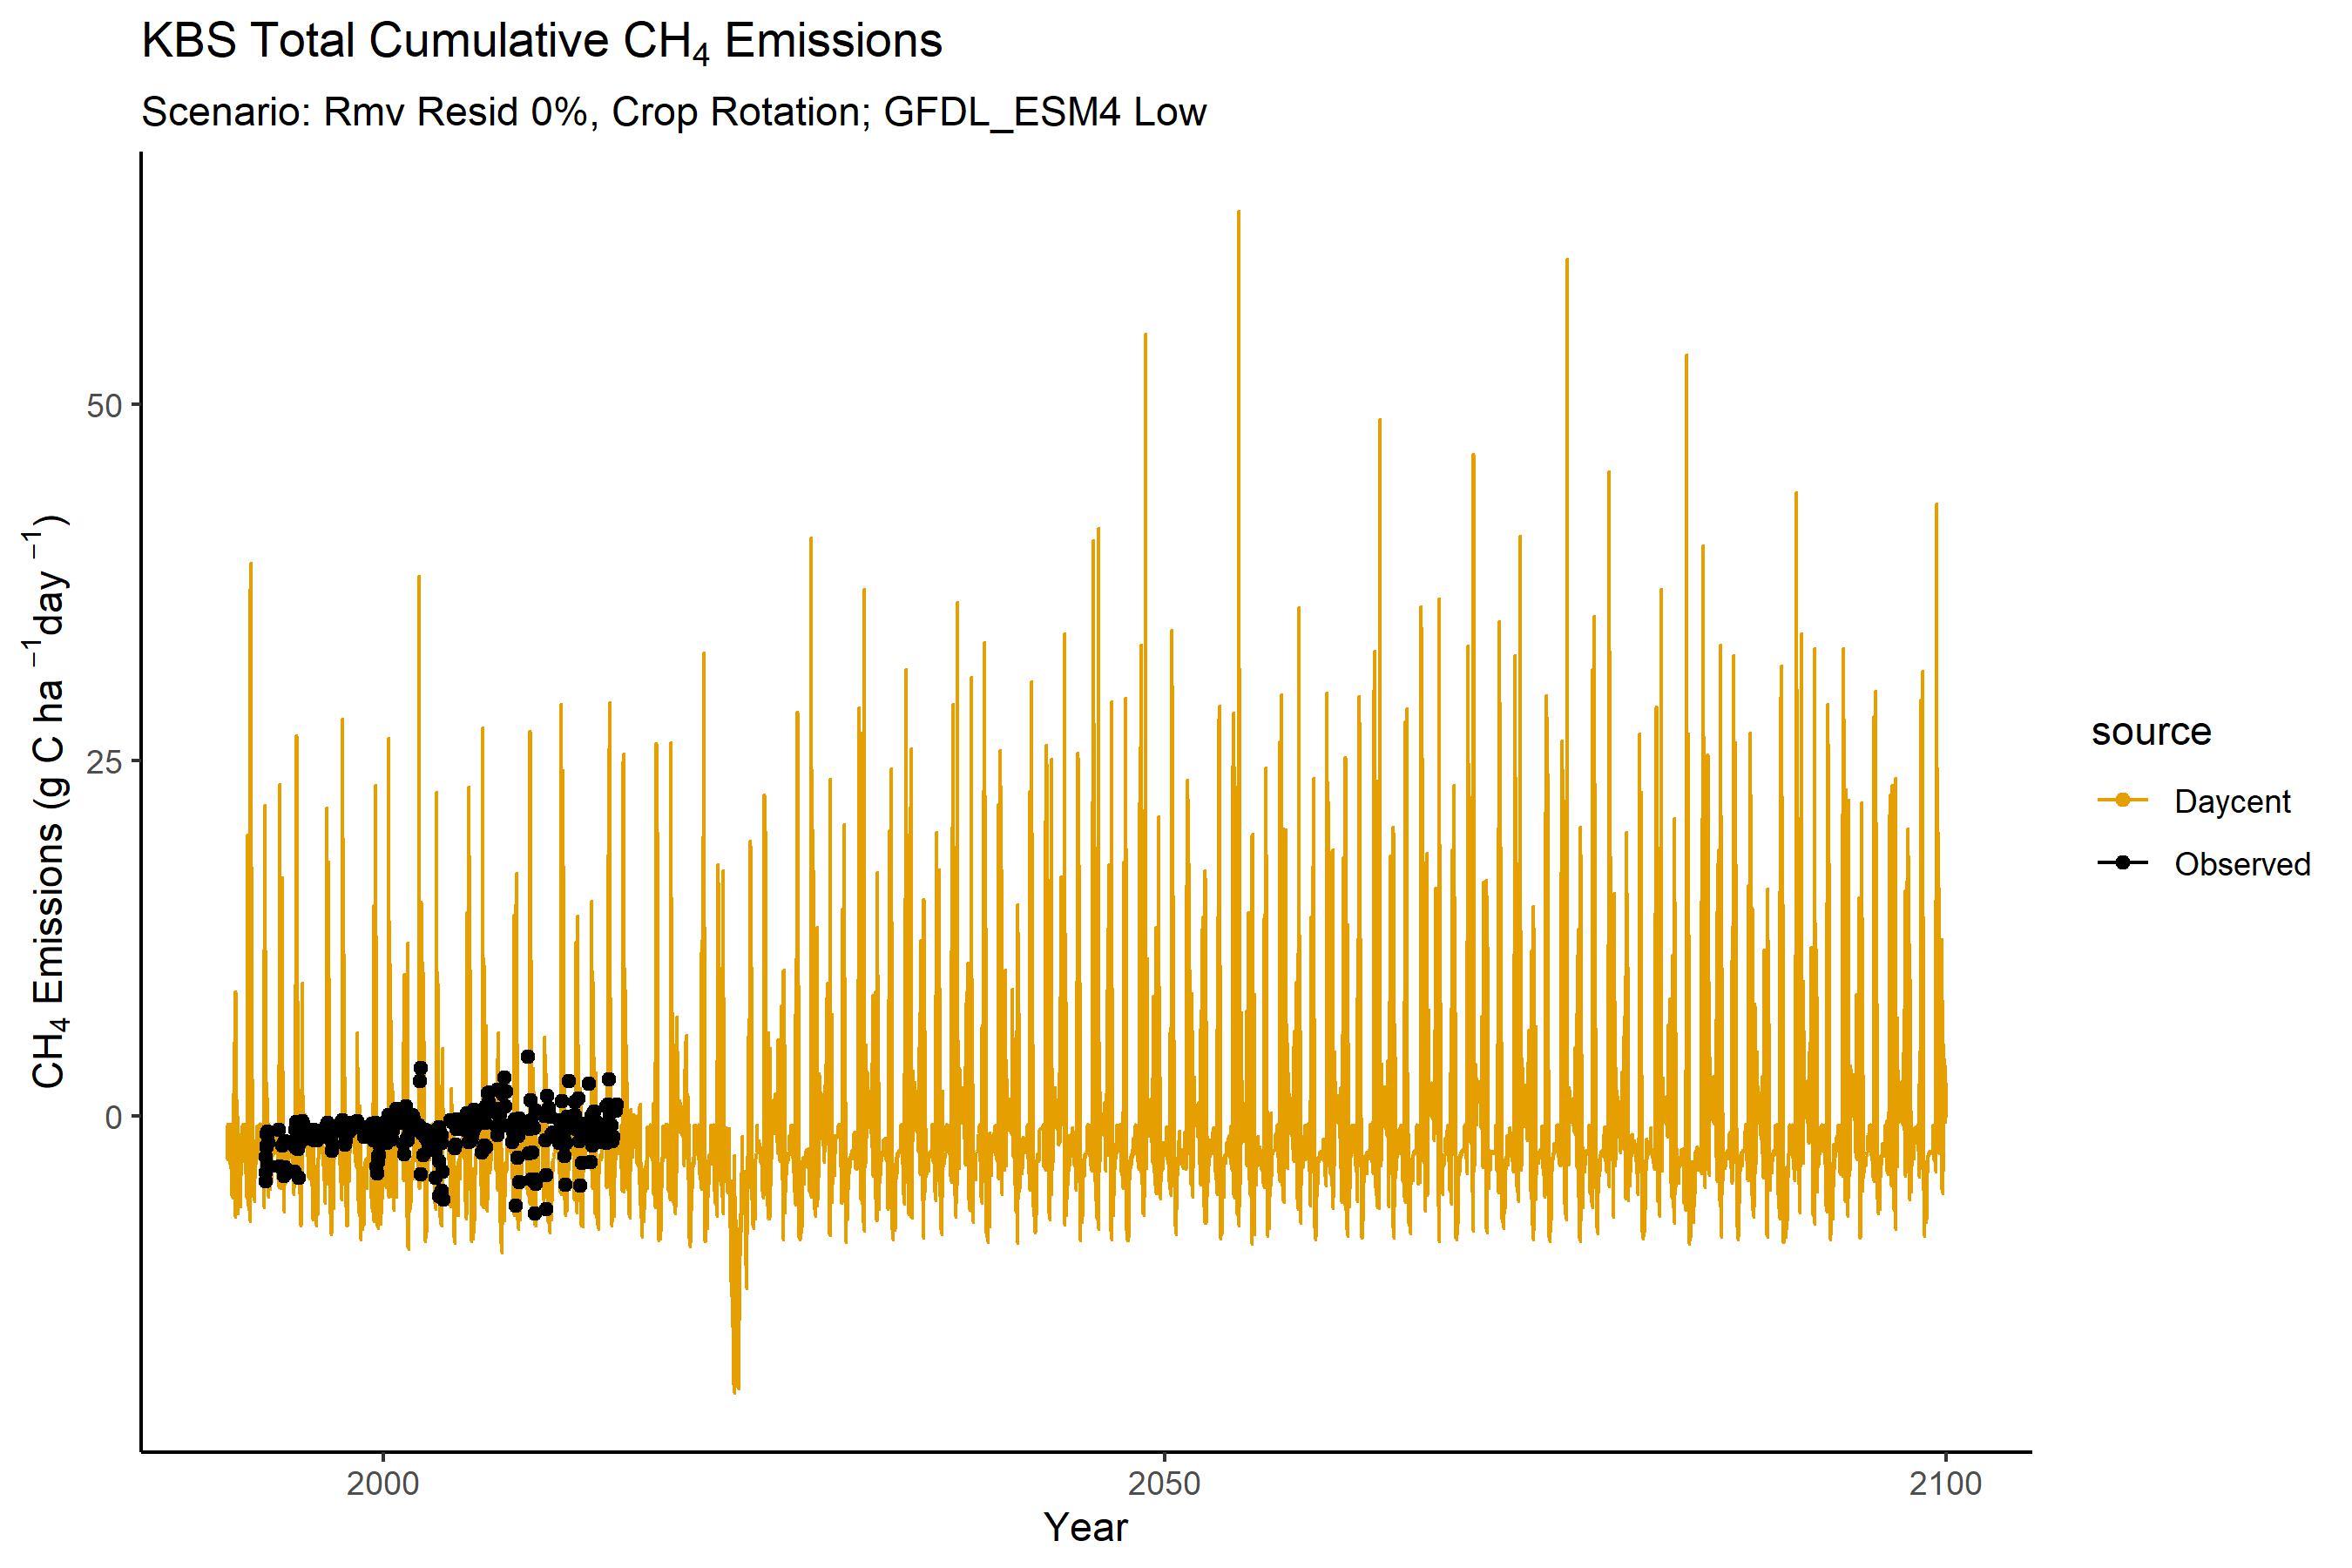 KBS Total Cumulative CH₄ Emissions
Scenario: Rmv Resid 0%, Crop Rotation; GFDL_ESM4 Low
CH₄ Emissions (g C ha ⁻¹day ⁻¹)
50
25
0
2000
2050
2100
Year
source
Daycent
Observed